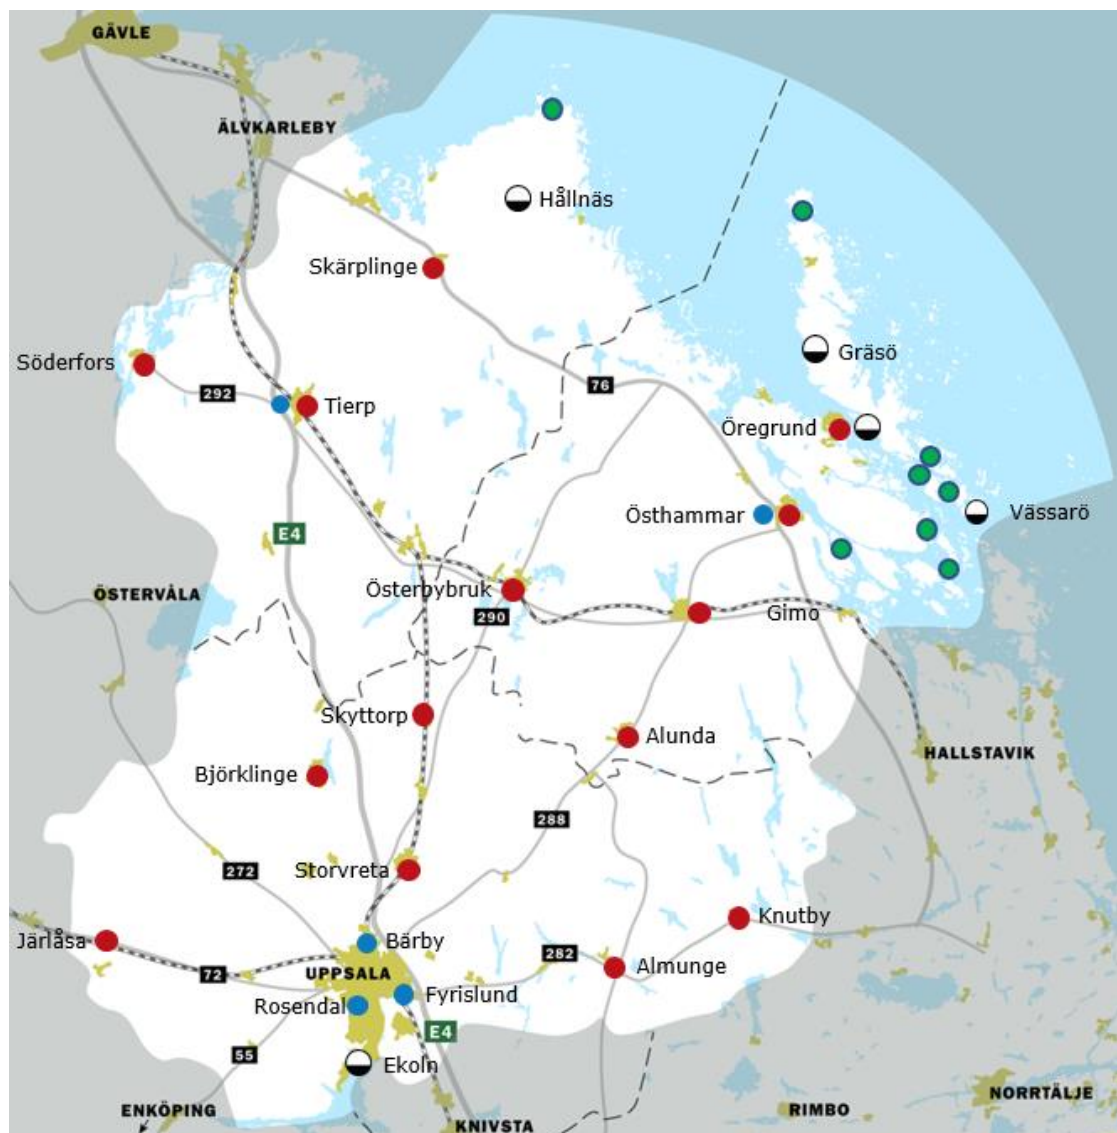 GÄVLE
ÄLVKARLEBY
Hållnäs
Skärplinge
Gräsö
Söderfors
292
76
Tierp
Öregrund
Östhammar
Vässarö
E4
Österbybruk
ÖSTERVÅLA
290
Gimo
Skyttorp
Alunda
HALLSTAVIK
Björklinge
288
272
Storvreta
Knutby
Järlåsa
Bärby
282
72
UPPSALA
Almunge
Rosendal
Fyrislund
E4
55
Ekoln
NORRTÄLJE
ENKÖPING
RIMBO
KNIVSTA